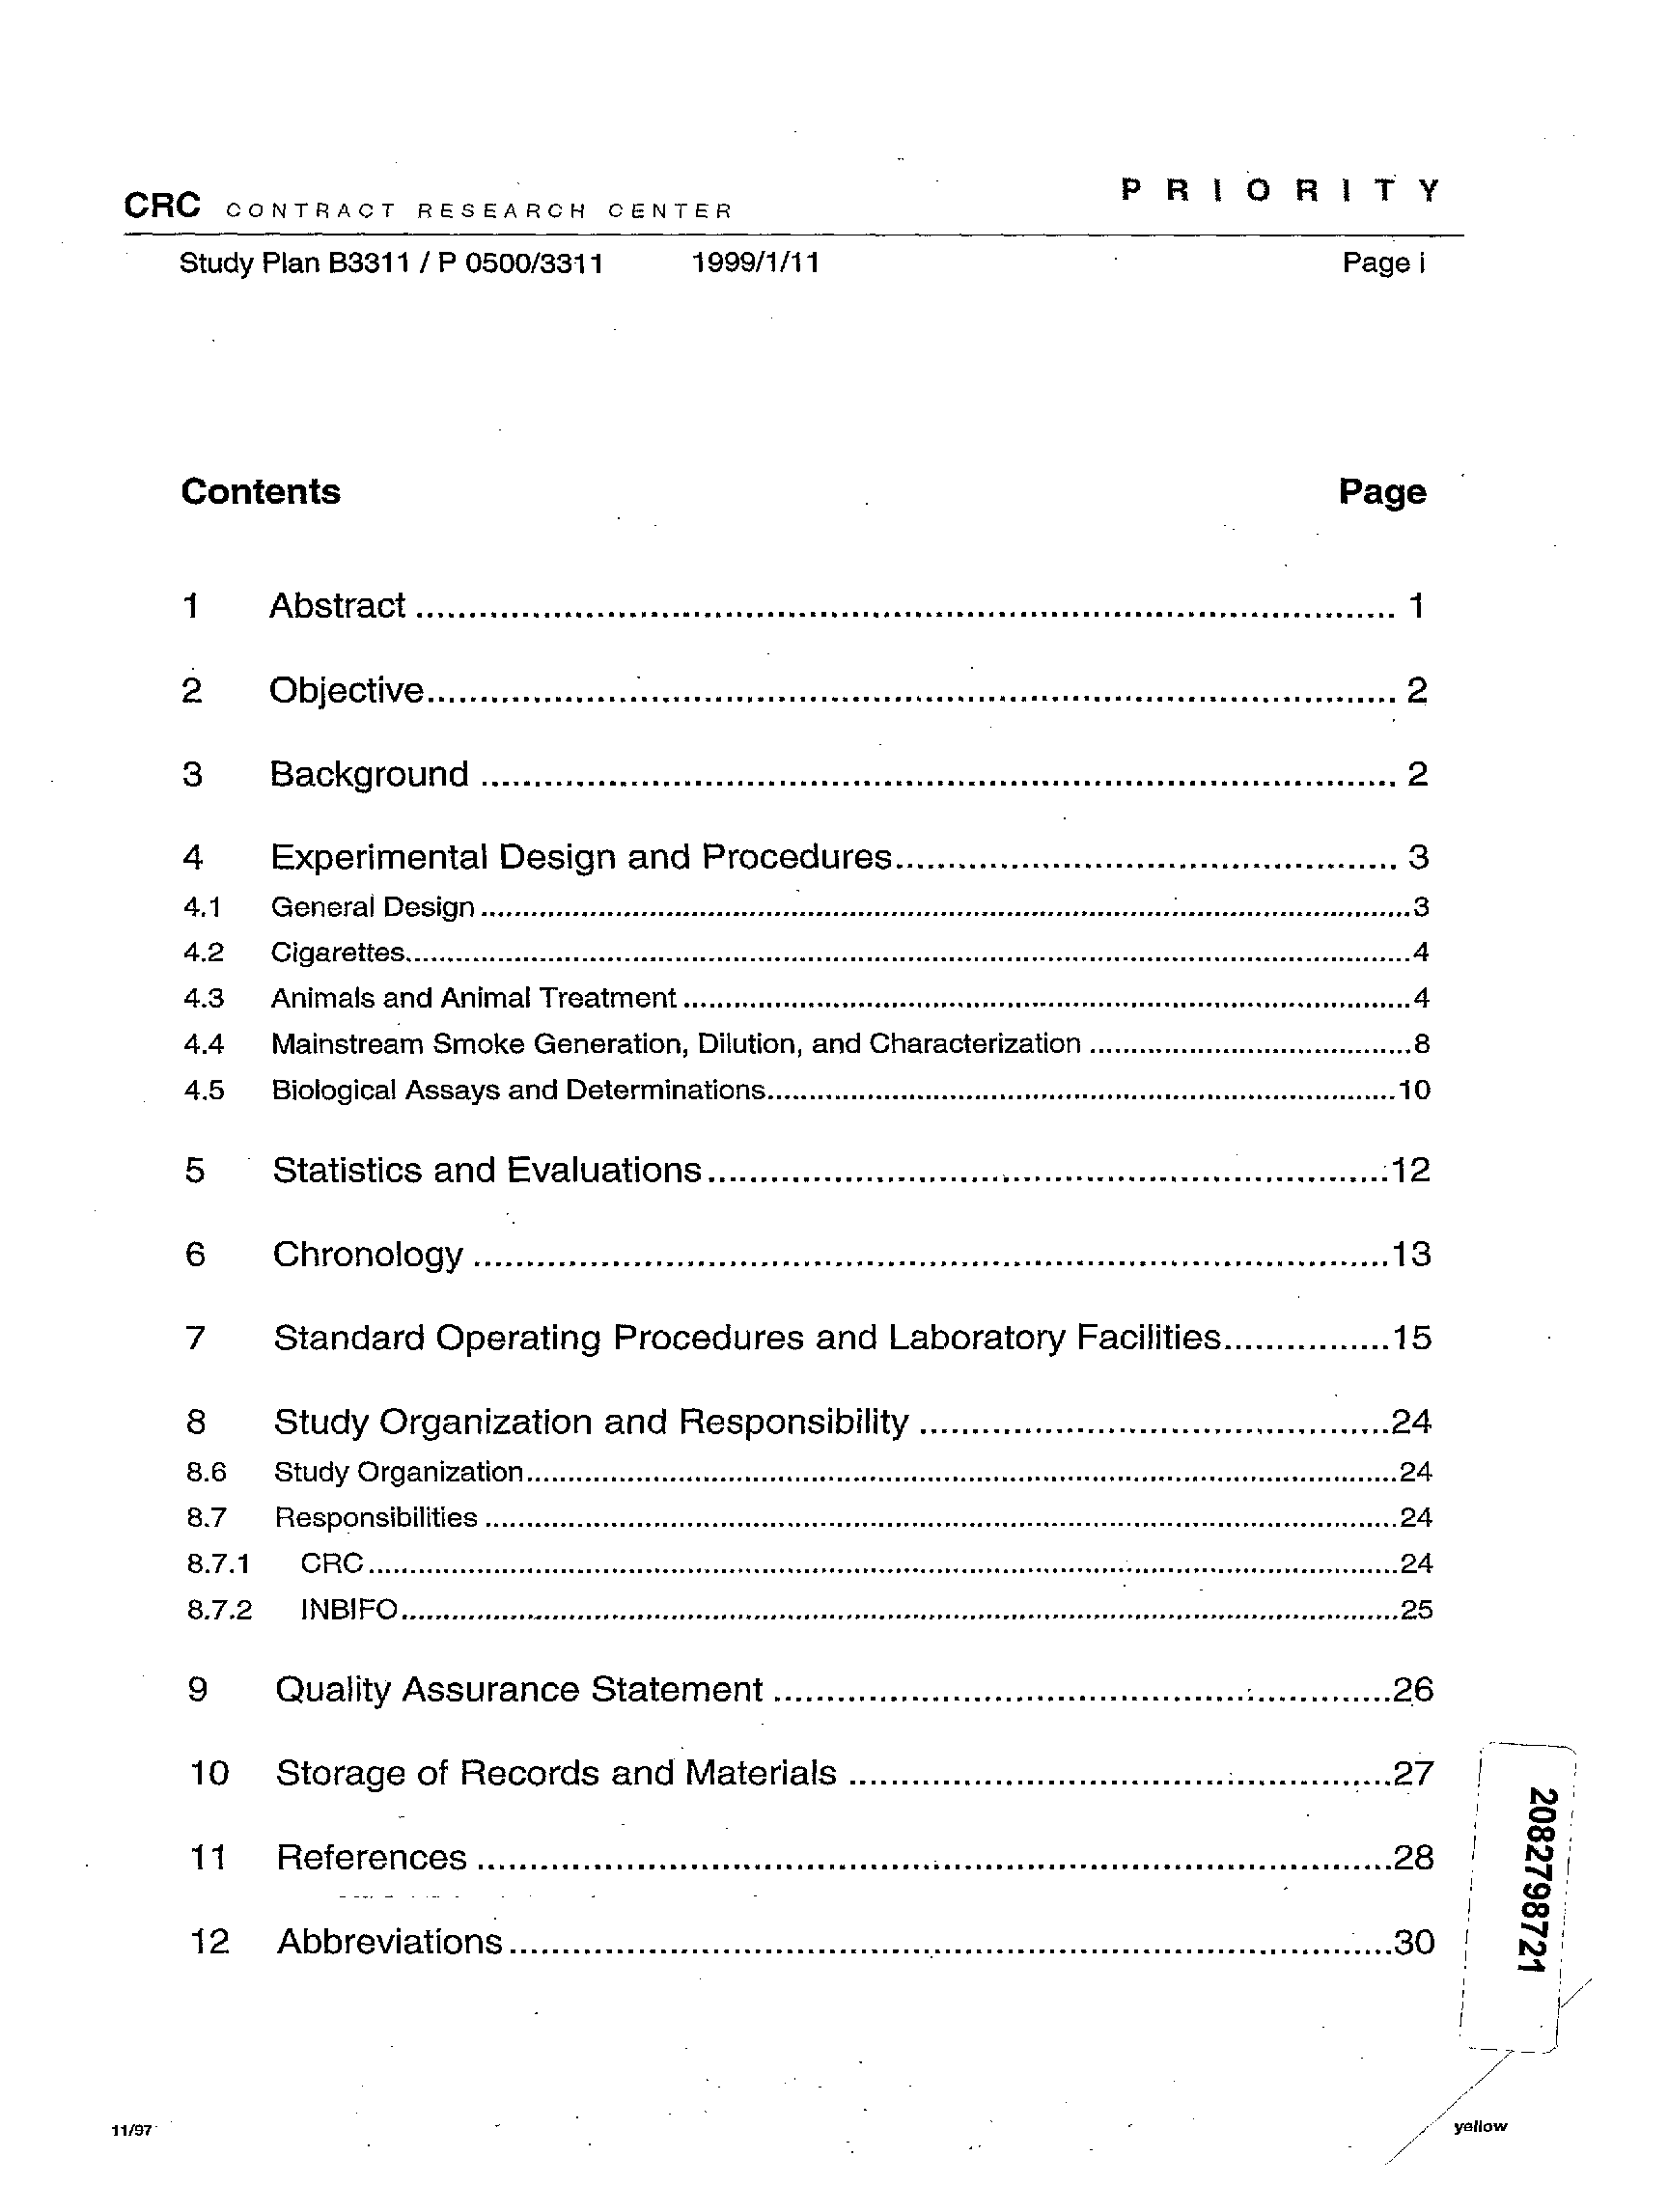 PRIORITY
CRC CONTRACT RESEARCH CENTER
Study Plan B3311 / P 0500/3311 1999/1/11 Page i
Contents Page
1 Abstract ........ 1
2 Objective ........ 2
3 Background ........ 2
4 Experimental Design and Procedures ........ 3
4.1 General Design ........ 3
4.2 Cigarettes ........ 4
4.3 Animals and Animal Treatment ........ 4
4.4 Mainstream Smoke Generation, Dilution, and Characterization ........ 8
4.5 Biological Assays and Determinations ........ 10
5 Statistics and Evaluations ........ 12
6 Chronology ........ 13
7 Standard Operating Procedures and Laboratory Facilities ........ 15
8 Study Organization and Responsibility ........ 24
8.6 Study Organization ........ 24
8.7 Responsibilities ........ 24
8.7.1 CRC ........ 24
8.7.2 INBIFO ........ 25
9 Quality Assurance Statement ........ 26
10 Storage of Records and Materials ........ 27
11 References ........ 28
12 Abbreviations ........ 30
2082798721
11/97 yellow